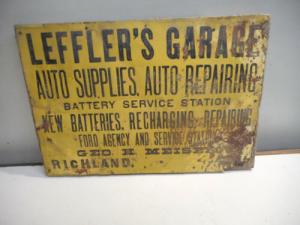 LEFFLER'S GARAGE
AUTO SUPPLIES. AUTO REPAIRING
BATTERY SERVICE STATION
NEW BATTERIES. RECHARGING. REPAIRING
FORD AGENCY AND SERVICE STATION
GEO.
RICHLAND.